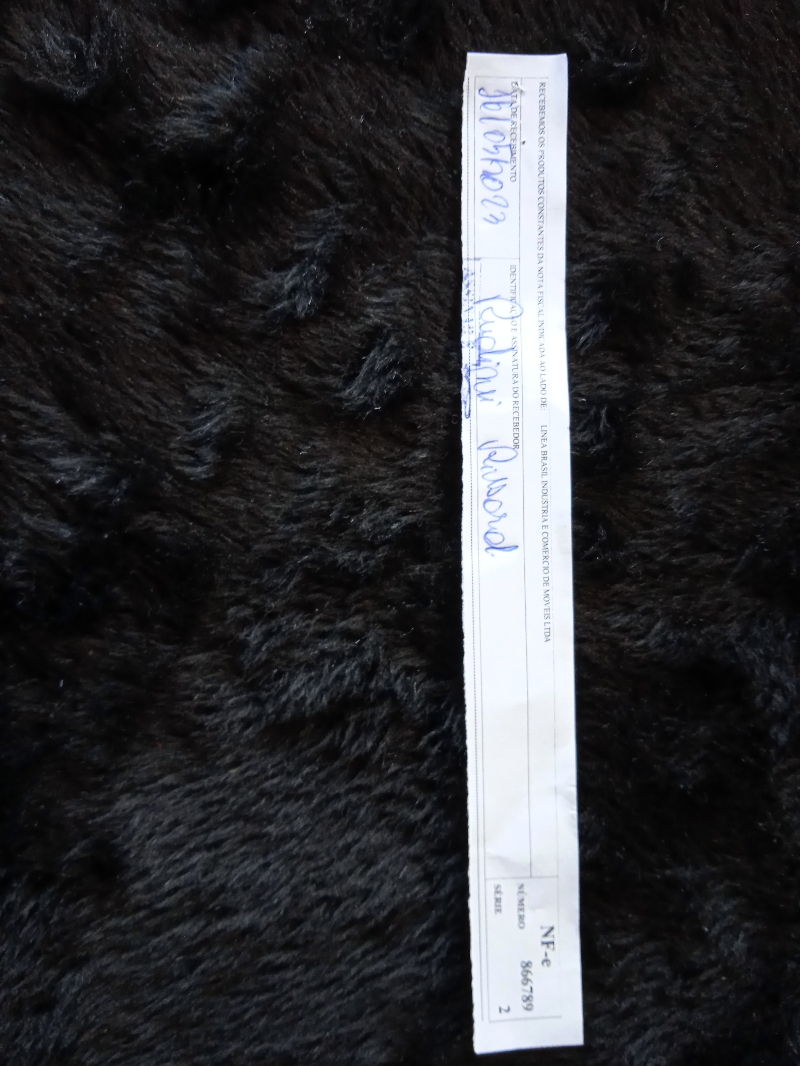 RECEBEMOS OS PRODUTOS CONSTANTES DA NOTA FISCAL INDICADA AO LADO DE: LINEA BRASIL INDUSTRIA E COMERCIO DE MOVEIS LTDA
DATA DE RECEBIMENTO
IDENTIFICAÇÃO E ASSINATURA DO RECEBEDOR
NF-e
NÚMERO 866789
SÉRIE 2